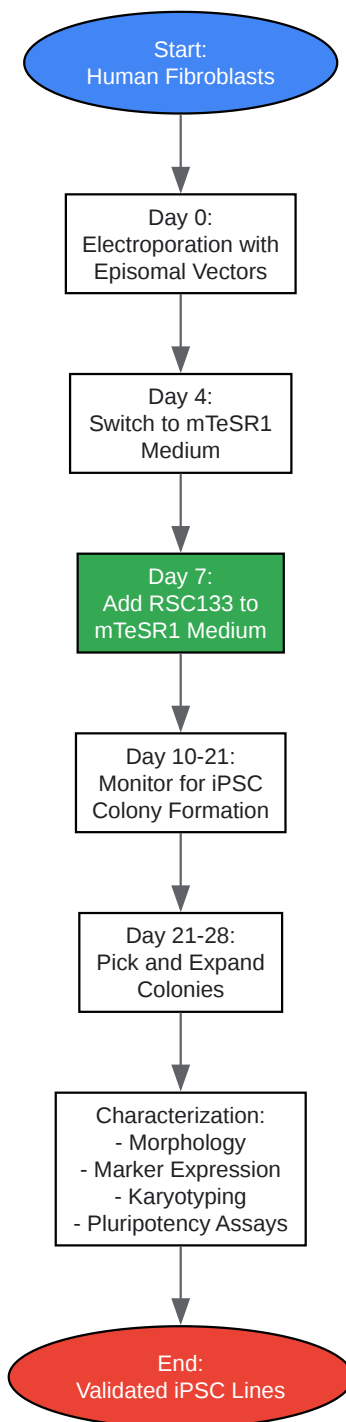 Start:
Human Fibroblasts
Day 0:
Electroporation with
Episomal Vectors
Day 4:
Switch to mTeSR1
Medium
Day 7:
Add RSC133 to
mTeSR1 Medium
Day 10-21:
Monitor for iPSC
Colony Formation
Day 21-28:
Pick and Expand
Colonies
Characterization:
- Morphology
- Marker Expression
- Karyotyping
- Pluripotency Assays
End:
Validated iPSC Lines